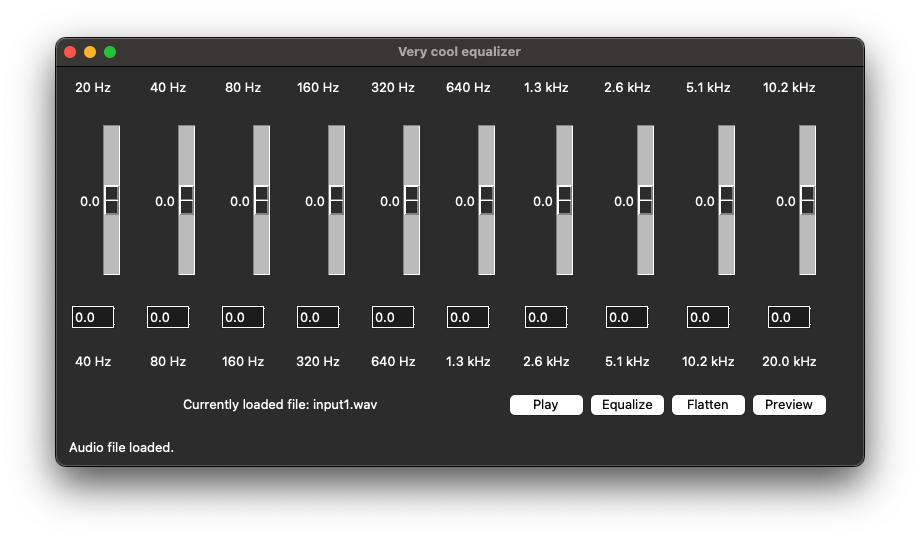 Very cool equalizer
20 Hz 40 Hz 80 Hz 160 Hz 320 Hz 640 Hz 1.3 kHz 2.6 kHz 5.1 kHz 10.2 kHz
0.0 0.0 0.0 0.0 0.0 0.0 0.0 0.0 0.0 0.0
0.0 0.0 0.0 0.0 0.0 0.0 0.0 0.0 0.0 0.0
40 Hz 80 Hz 160 Hz 320 Hz 640 Hz 1.3 kHz 2.6 kHz 5.1 kHz 10.2 kHz 20.0 kHz
Currently loaded file: input1.wav Play Equalize Flatten Preview
Audio file loaded.